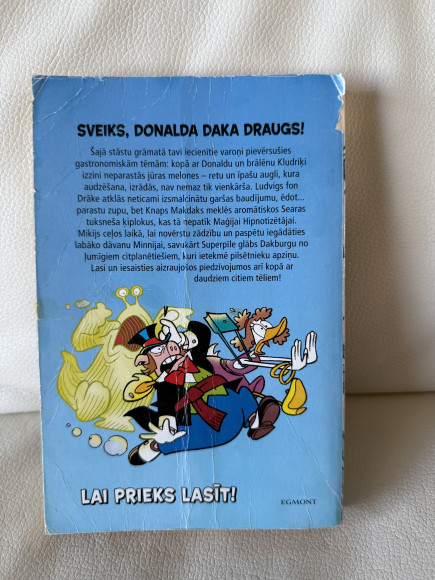 SVEIKS, DONALDA DAKA DRAUGS!
Šajā stāstu grāmatā tavi iecienītie varoņi pievērsušies
gastronomiskām tēmām: kopā ar Donaldu un brālēnu Kludriķi
izzini neparastās jūras melones – retu un īpašu augli, kura
audzēšana, izrādās, nav nemaz tik vienkārša. Ludvigs fon
Drāke atklās neticami izsmalcinātu garšas baudījumu, ēdot...
parastu zupu, bet Knaps Makdaks meklēs aromātiskos Searas
tuksneša ķiplokus, kas tā nepatīk Maģijai Hipnotizētājai.
Mikijs ceļos laikā, lai novērstu zādzību un paspētu iegādāties
labāko dāvanu Minnijai, savukārt Superpīle glābs Dakburgu no
ļumīgiem citplanētiešiem, kuri ietekmē pilsētnieku apziņu.
Lasi un iesaisties aizraujošos piedzīvojumos arī kopā ar
daudziem citiem tēliem!
LAI PRIEKS LASĪT!
EGMONT